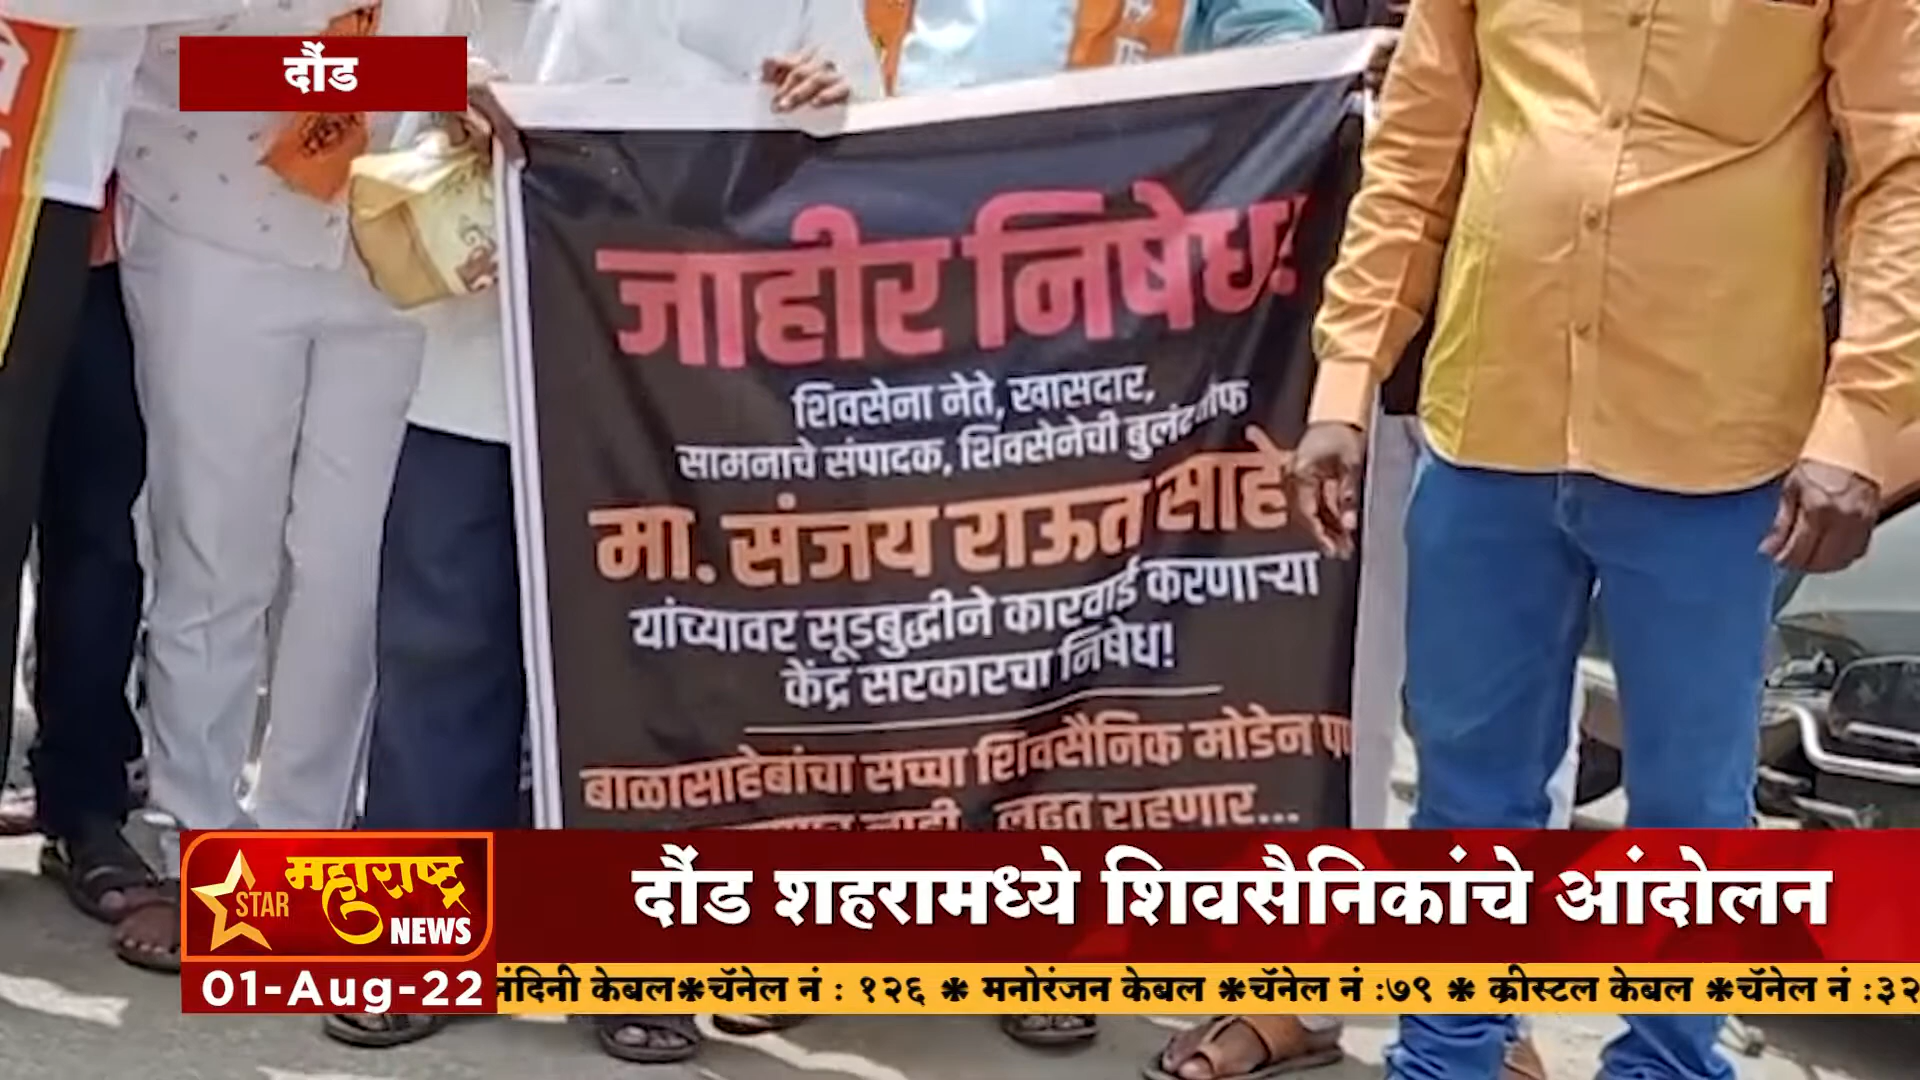 दौंड
जाहीर निषेध!
शिवसेना नेते, खासदार,
सामनाचे संपादक, शिवसेनेची बुलंद
मा. संजय राऊत
यांच्यावर सूडबुद्धीने कारवाई करणाऱ्या
केंद्र सरकारचा निषेध!
बाळासाहेबांचा सच्चा शिवसैनिक मोडेन पण
नाही.. लढत राहणार...
STAR महाराष्ट्र NEWS
दौंड शहरामध्ये शिवसैनिकांचे आंदोलन
01-Aug-22
केबल*चॅनेल नं : १२६ * मनोरंजन केबल *चॅनेल नं :७९ * क्रीस्टल केबल *चॅनेल नं :३२